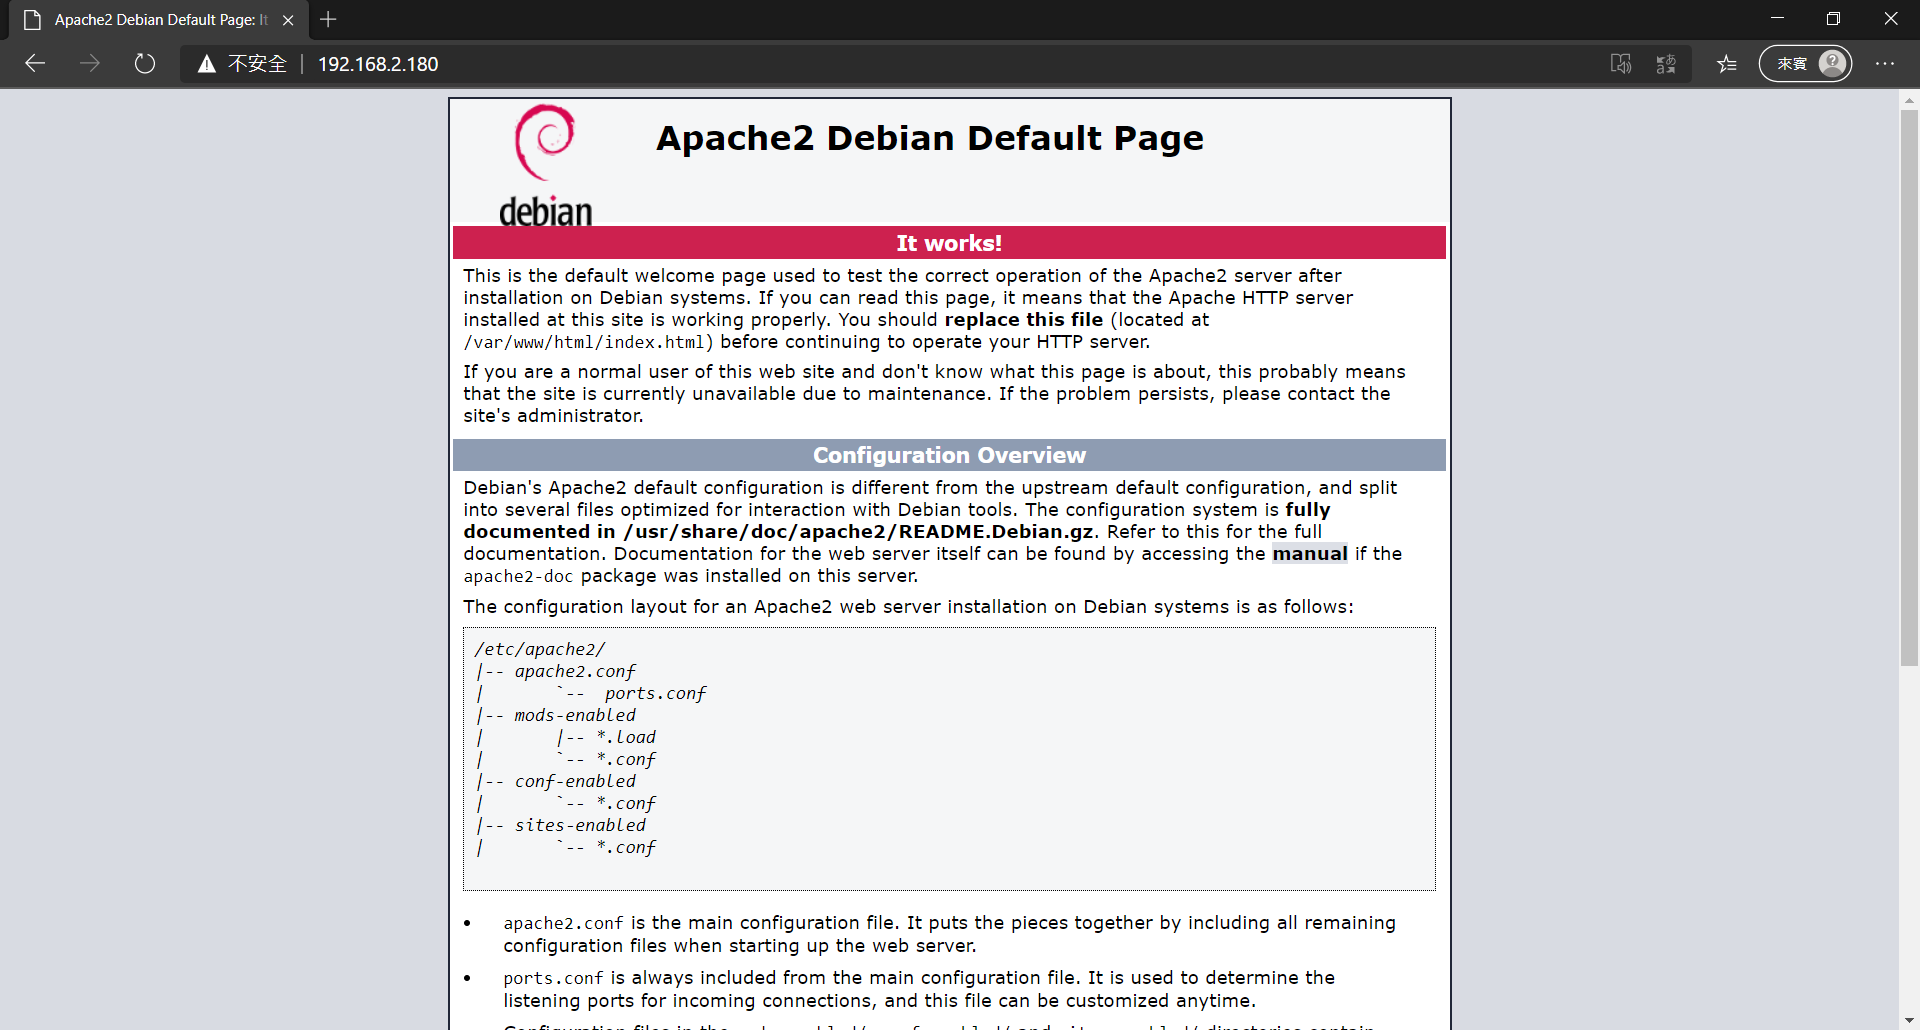 Apache2 Debian Default Page: It
不安全 | 192.168.2.180
來賓
debian
Apache2 Debian Default Page
It works!
This is the default welcome page used to test the correct operation of the Apache2 server after
installation on Debian systems. If you can read this page, it means that the Apache HTTP server
installed at this site is working properly. You should replace this file (located at
/var/www/html/index.html) before continuing to operate your HTTP server.
If you are a normal user of this web site and don't know what this page is about, this probably means
that the site is currently unavailable due to maintenance. If the problem persists, please contact the
site's administrator.
Configuration Overview
Debian's Apache2 default configuration is different from the upstream default configuration, and split
into several files optimized for interaction with Debian tools. The configuration system is fully
documented in /usr/share/doc/apache2/README.Debian.gz. Refer to this for the full
documentation. Documentation for the web server itself can be found by accessing the manual if the
apache2-doc package was installed on this server.
The configuration layout for an Apache2 web server installation on Debian systems is as follows:
/etc/apache2/
|-- apache2.conf
|       `--  ports.conf
|-- mods-enabled
|       |-- *.load
|       `-- *.conf
|-- conf-enabled
|       `-- *.conf
|-- sites-enabled
|       `-- *.conf
• apache2.conf is the main configuration file. It puts the pieces together by including all remaining
configuration files when starting up the web server.
• ports.conf is always included from the main configuration file. It is used to determine the
listening ports for incoming connections, and this file can be customized anytime.
Configuration files in the